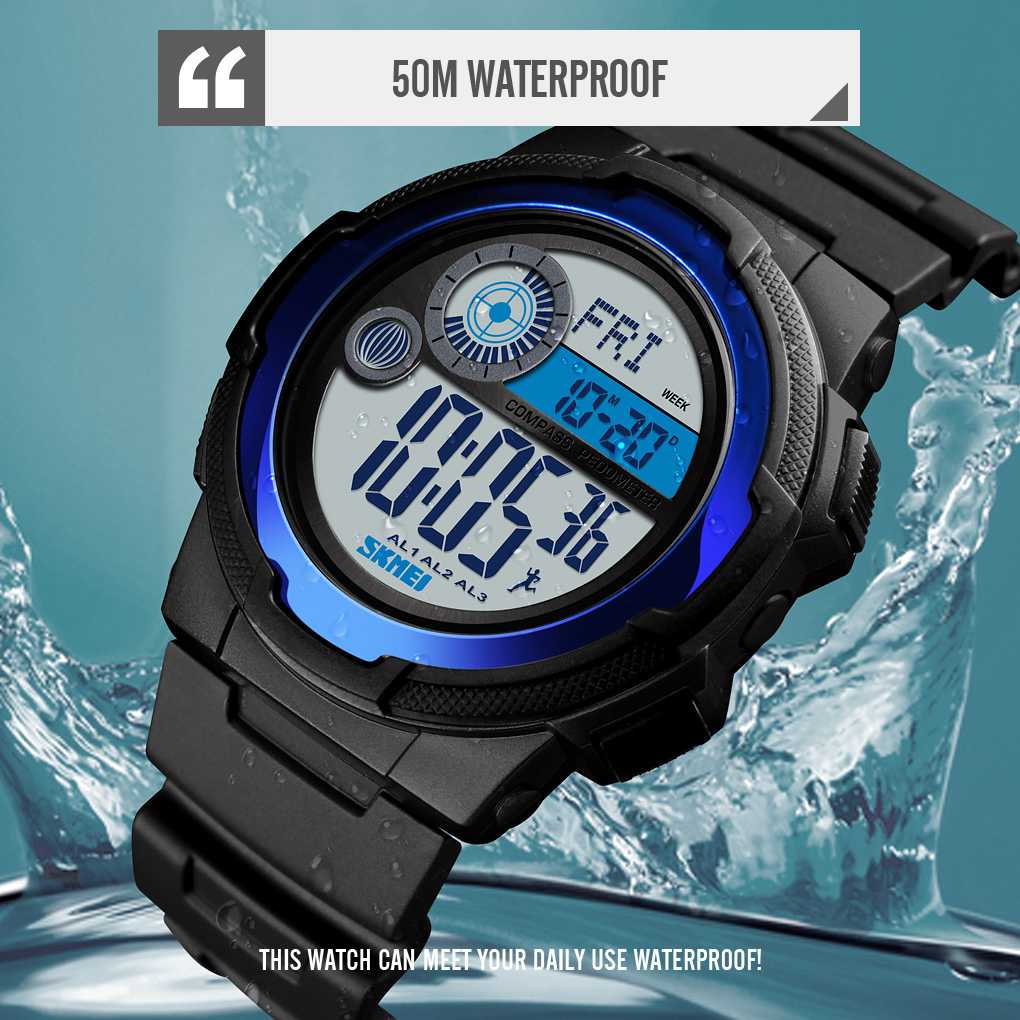 50M WATERPROOF
FRI
WEEK
10-20
M
D
COMPASS PEDOMETER
10:05 36
AL1 AL2 AL3
SKMEI
THIS WATCH CAN MEET YOUR DAILY USE WATERPROOF!